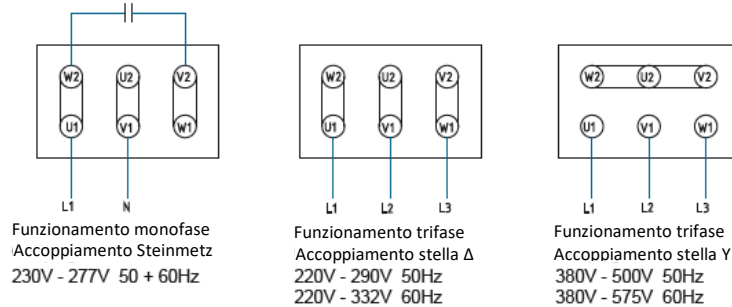 W2 U2 V2
U1 V1 W1
L1 N
Funzionamento monofase
Accoppiamento Steinmetz
230V - 277V 50 + 60Hz
W2 U2 V2
U1 V1 W1
L1 L2 L3
Funzionamento trifase
Accoppiamento stella Δ
220V - 290V 50Hz
220V - 332V 60Hz
W2 U2 V2
U1 V1 W1
L1 L2 L3
Funzionamento trifase
Accoppiamento stella Y
380V - 500V 50Hz
380V - 575V 60Hz